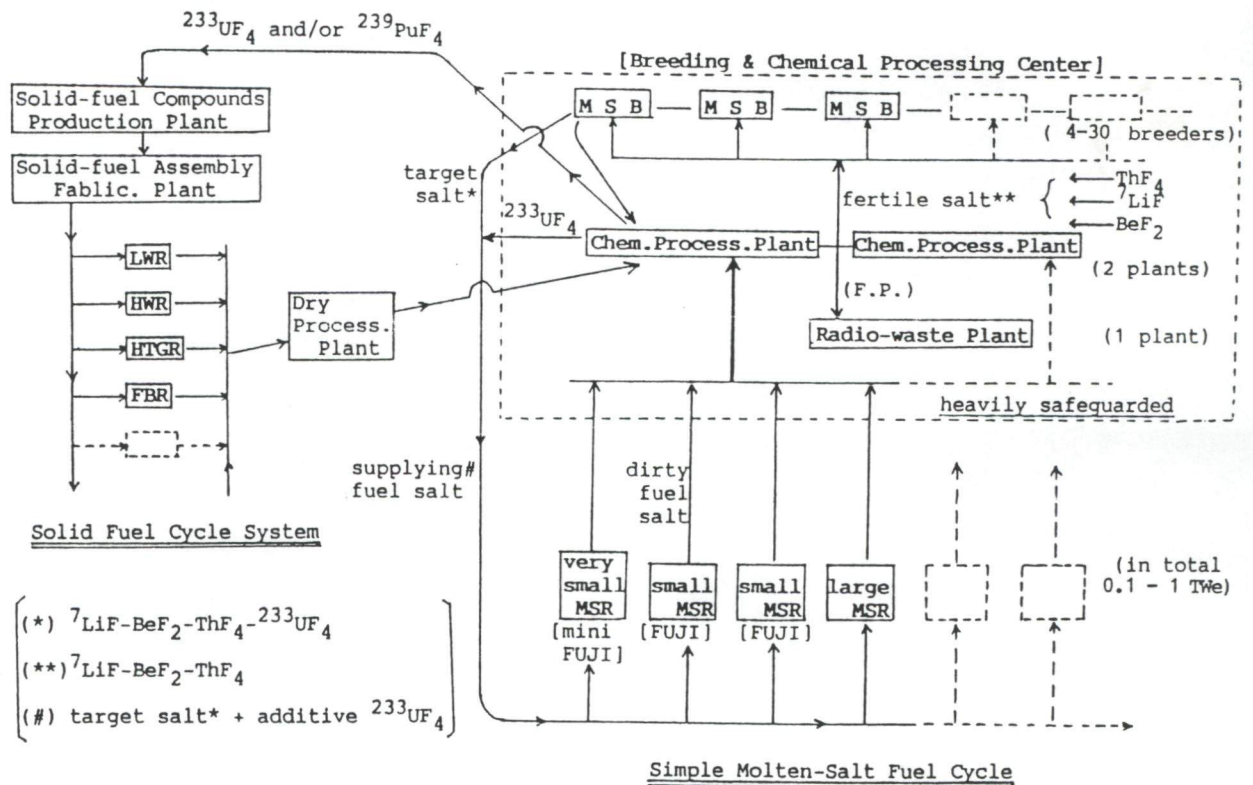 ²³³UF₄ and/or ²³⁹PuF₄
Solid-fuel Compounds
Production Plant
Solid-fuel Assembly
Fablic. Plant
LWR
HWR
HTGR
FBR
Dry
Process.
Plant
Solid Fuel Cycle System
[Breeding & Chemical Processing Center]
M S B
M S B
M S B
( 4-30 breeders)
target
salt*
fertile salt**
{
ThF₄
⁷LiF
BeF₂
²³³UF₄
Chem.Process.Plant
Chem.Process.Plant
(2 plants)
(F.P.)
Radio-waste Plant
(1 plant)
heavily safeguarded
supplying#
fuel salt
dirty
fuel
salt
very
small
MSR
[mini
FUJI]
small
MSR
[FUJI]
small
MSR
[FUJI]
large
MSR
(in total
0.1 – 1 TWe)
(*) ⁷LiF-BeF₂-ThF₄-²³³UF₄
(**)⁷LiF-BeF₂-ThF₄
(#) target salt* + additive ²³³UF₄
Simple Molten-Salt Fuel Cycle